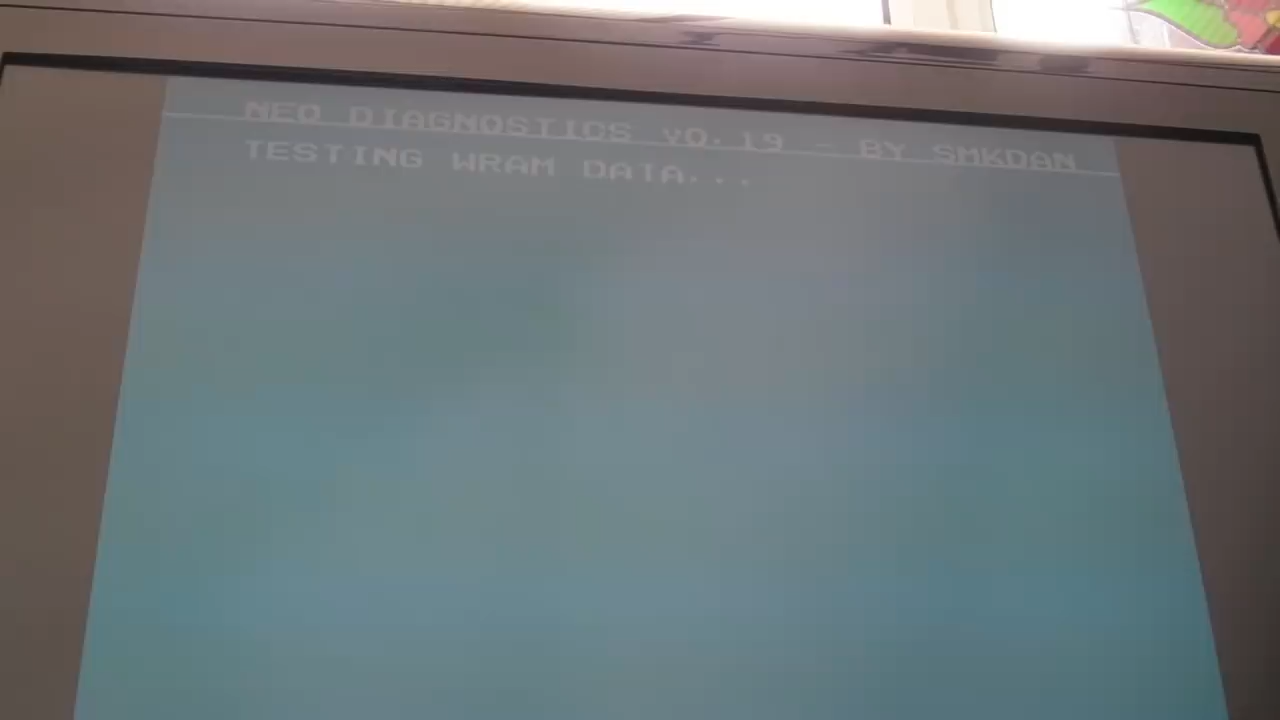 NEO DIAGNOSTICS v0.19 - BY SMKDAN
TESTING WRAM DATA...